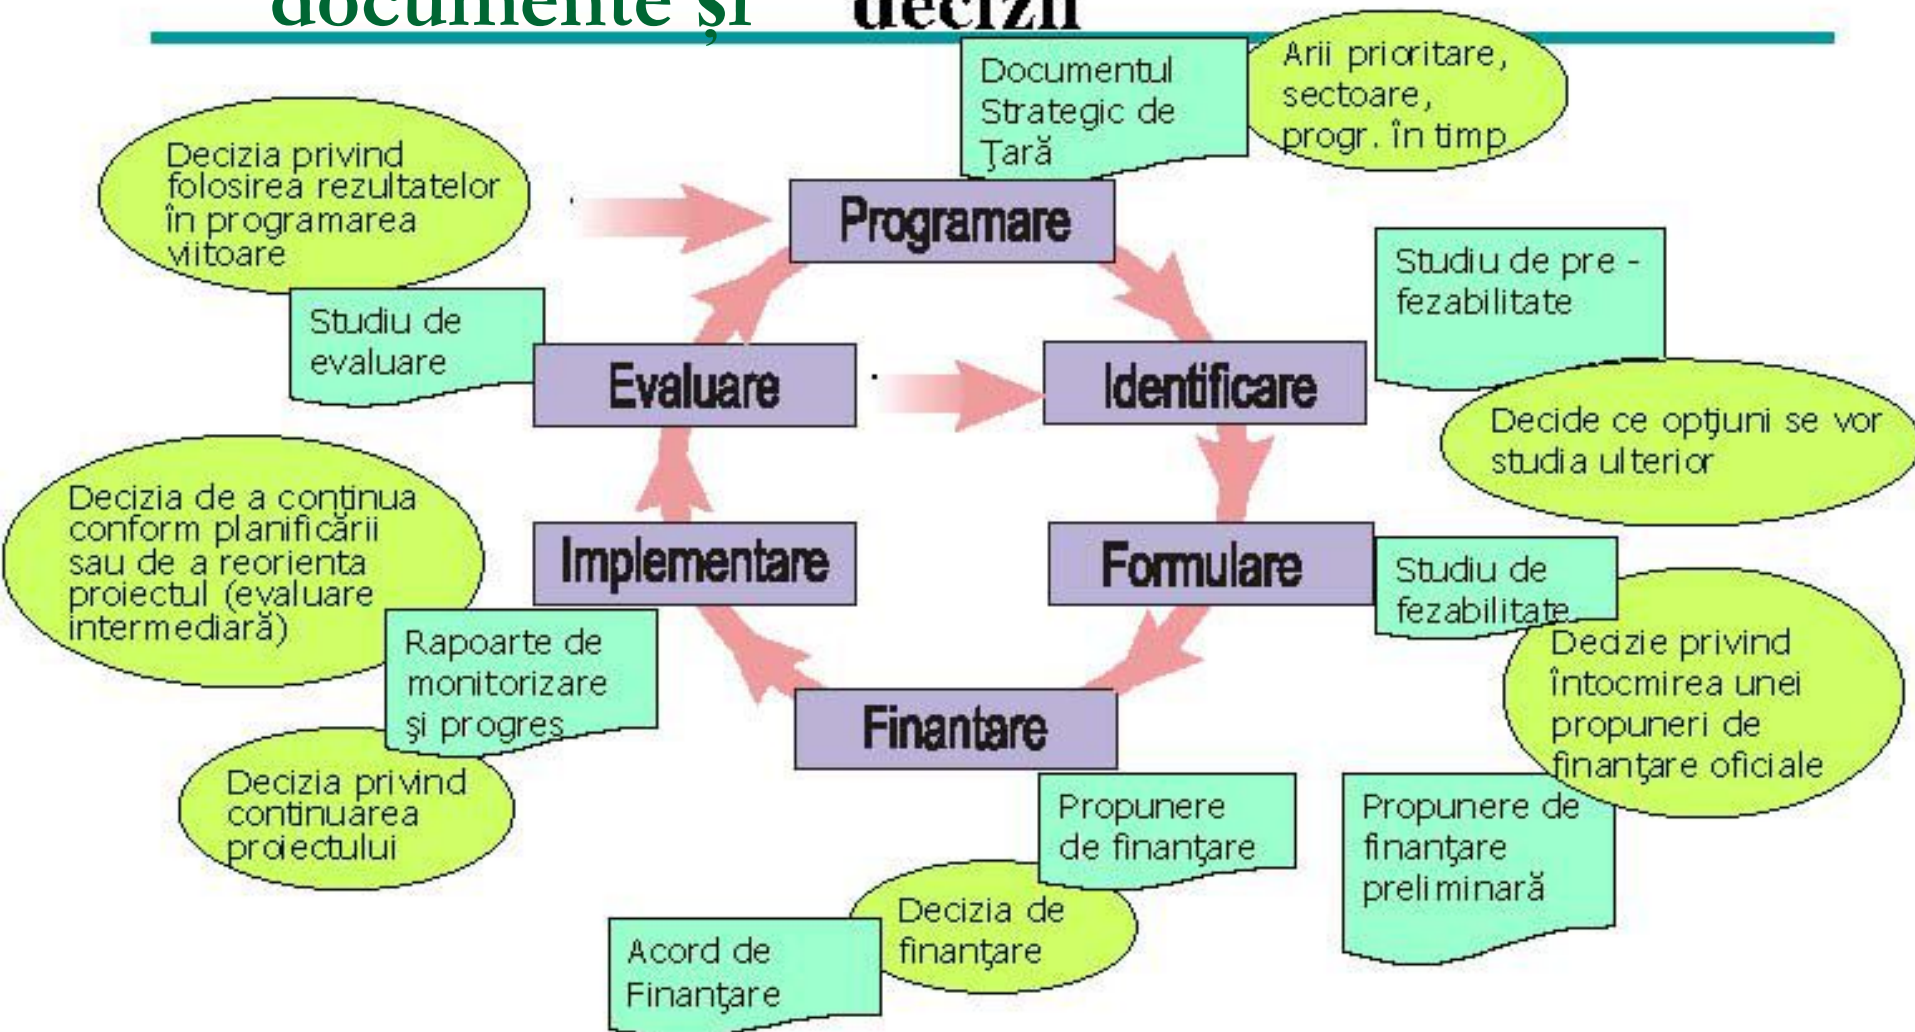 documente și decizii
Documentul
Strategic de
Ţară
Arii prioritare,
sectoare,
progr. în timp
Decizia privind
folosirea rezultatelor
în programarea
viitoare
Programare
Studiu de pre -
fezabilitate
Studiu de
evaluare
Evaluare
Identificare
Decide ce opţiuni se vor
studia ulterior
Decizia de a conţinua
conform planificării
sau de a reorienta
proiectul (evaluare
intermediară)
Implementare
Formulare
Studiu de
fezabilitate
Decizie privind
întocmirea unei
propuneri de
finanţare oficiale
Rapoarte de
monitorizare
şi progres
Finantare
Decizia privind
continuarea
proiectului
Propunere
de finanţare
Propunere de
finanţare
preliminară
Decizia de
finanţare
Acord de
Finanţare